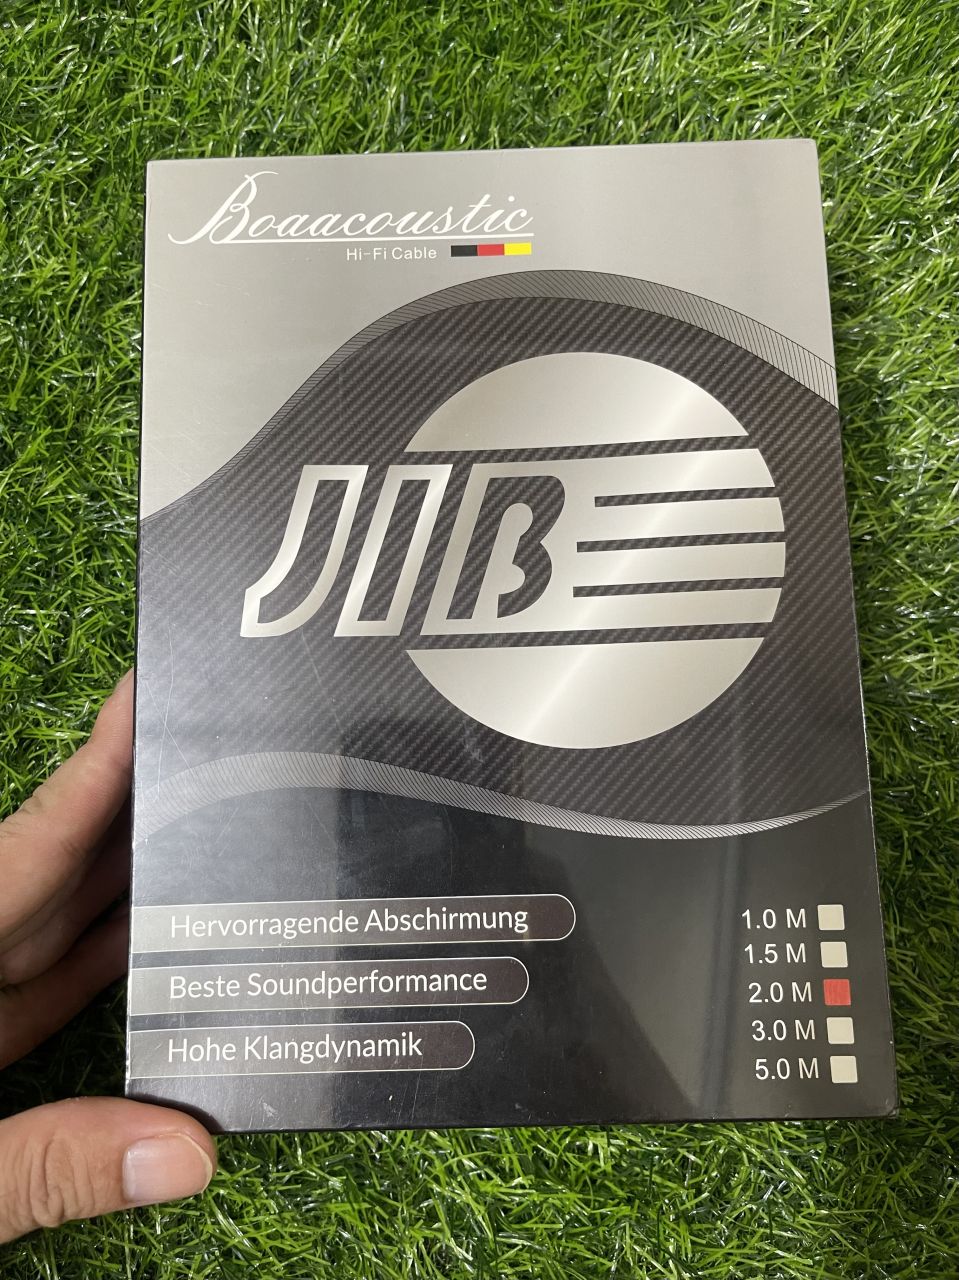 Boaacoustic
Hi-Fi Cable
JIB
Hervorragende Abschirmung
Beste Soundperformance
Hohe Klangdynamik
1.0 M
1.5 M
2.0 M
3.0 M
5.0 M